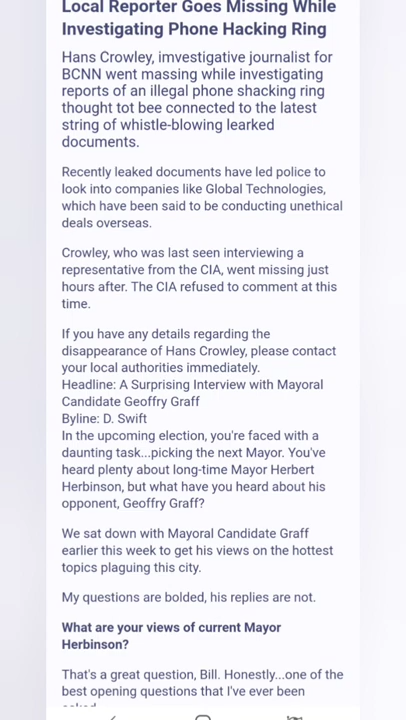 Local Reporter Goes Missing While
Investigating Phone Hacking Ring
Hans Crowley, imvestigative journalist for
BCNN went massing while investigating
reports of an illegal phone shacking ring
thought tot bee connected to the latest
string of whistle-blowing learked
documents.
Recently leaked documents have led police to
look into companies like Global Technologies,
which have been said to be conducting unethical
deals overseas.
Crowley, who was last seen interviewing a
representative from the CIA, went missing just
hours after. The CIA refused to comment at this
time.
If you have any details regarding the
disappearance of Hans Crowley, please contact
your local authorities immediately.
Headline: A Surprising Interview with Mayoral
Candidate Geoffry Graff
Byline: D. Swift
In the upcoming election, you're faced with a
daunting task...picking the next Mayor. You've
heard plenty about long-time Mayor Herbert
Herbinson, but what have you heard about his
opponent, Geoffry Graff?
We sat down with Mayoral Candidate Graff
earlier this week to get his views on the hottest
topics plaguing this city.
My questions are bolded, his replies are not.
What are your views of current Mayor
Herbinson?
That's a great question, Bill. Honestly...one of the
best opening questions that I've ever been